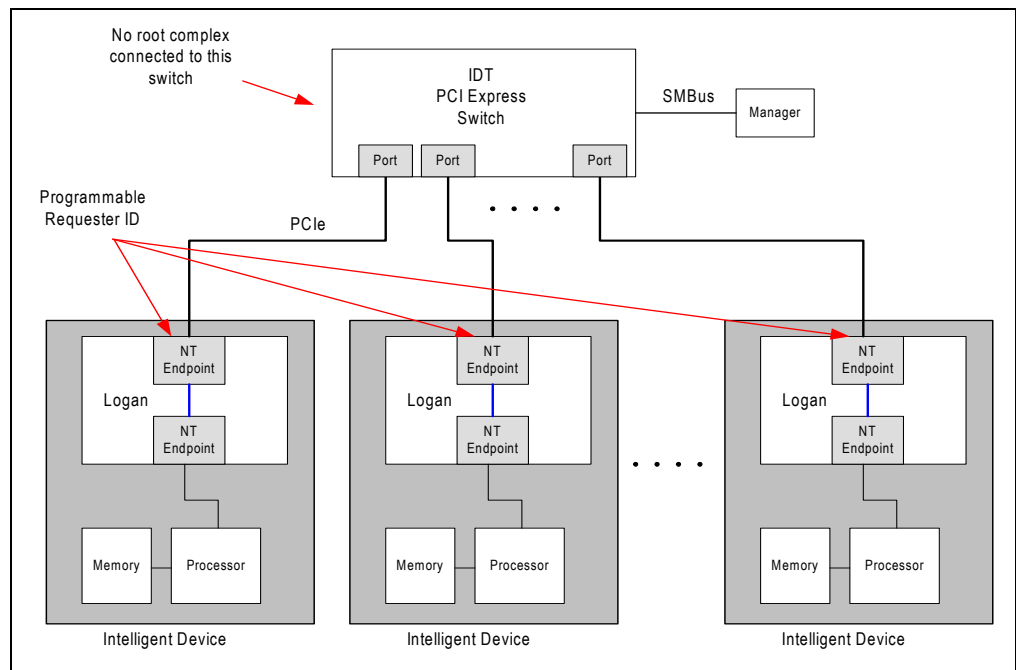 No root complex
connected to this
switch
IDT
PCI Express
Switch
SMBus
Manager
Port
Port
Port
Programmable
Requester ID
PCIe
NT
Endpoint
Logan
NT
Endpoint
Memory
Processor
Intelligent Device
NT
Endpoint
Logan
NT
Endpoint
Memory
Processor
Intelligent Device
NT
Endpoint
Logan
NT
Endpoint
Memory
Processor
Intelligent Device